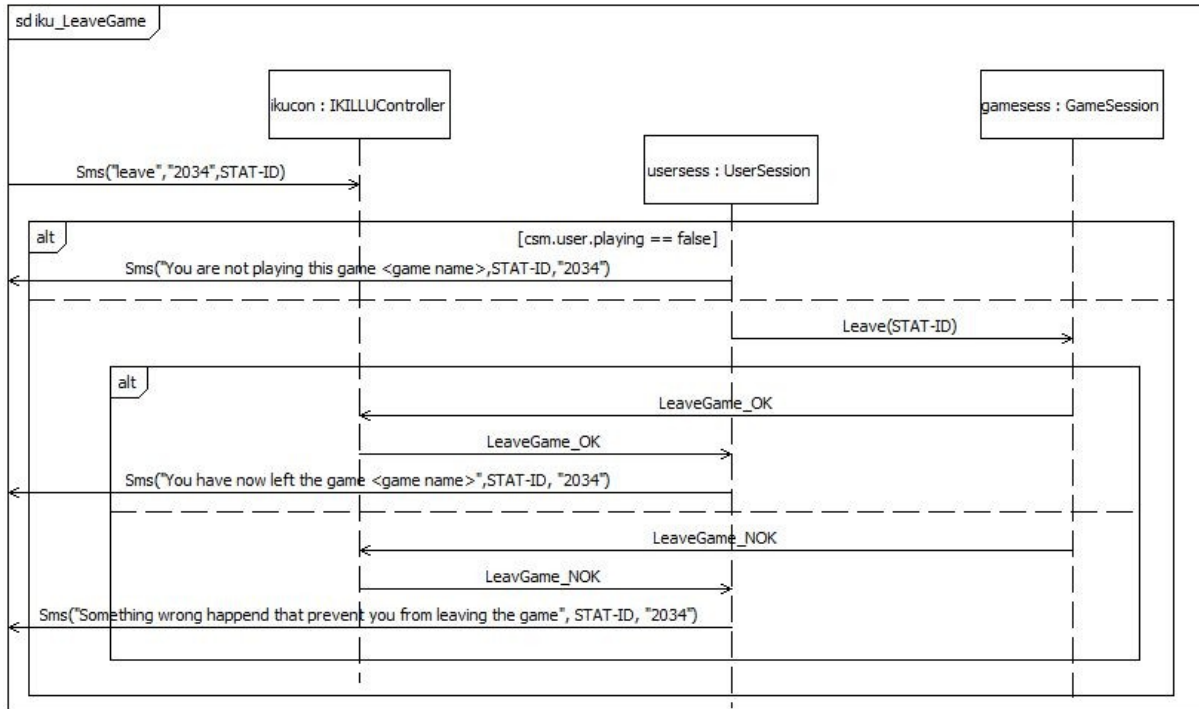 sd iku_LeaveGame
ikucon : IKILLUController
gamesess : GameSession
usersess : UserSession
Sms("leave","2034",STAT-ID)
alt
[csm.user.playing == false]
Sms("You are not playing this game <game name>,STAT-ID,"2034")
Leave(STAT-ID)
alt
LeaveGame_OK
LeaveGame_OK
Sms("You have now left the game <game name>",STAT-ID, "2034")
LeaveGame_NOK
LeavGame_NOK
Sms("Something wrong happend that prevent you from leaving the game", STAT-ID, "2034")